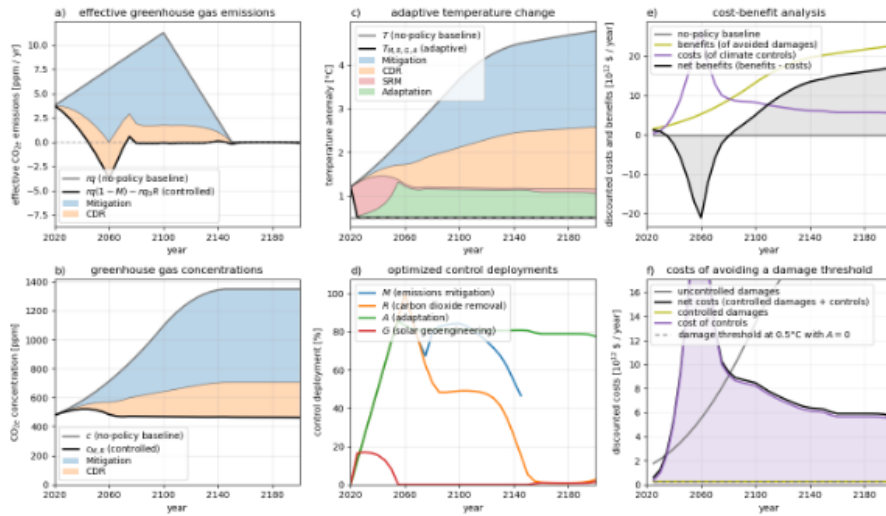 a) effective greenhouse gas emissions
effective CO₂ₑ emissions [ppm / yr]
10.0
7.5
5.0
2.5
0.0
−2.5
−5.0
−7.5
rq (no-policy baseline)
rq(1 − M) − rq₀R (controlled)
Mitigation
CDR
2020 2060 2100 2140 2180
year
c) adaptive temperature change
temperature anomaly [°C]
4
3
2
1
T (no-policy baseline)
T_M,R,G,A (adaptive)
Mitigation
CDR
SRM
Adaptation
2020 2060 2100 2140 2180
year
e) cost-benefit analysis
discounted costs and benefits [10¹² $ / year]
20
10
0
−10
−20
no-policy baseline
benefits (of avoided damages)
costs (of climate controls)
net benefits (benefits - costs)
2020 2060 2100 2140 2180
year
b) greenhouse gas concentrations
CO₂ₑ concentration [ppm]
1400
1200
1000
800
600
400
200
0
c (no-policy baseline)
c_M,R (controlled)
Mitigation
CDR
2020 2060 2100 2140 2180
year
d) optimized control deployments
control deployment [%]
100
80
60
40
20
0
M (emissions mitigation)
R (carbon dioxide removal)
A (adaptation)
G (solar geoengineering)
2020 2060 2100 2140 2180
year
f) costs of avoiding a damage threshold
discounted costs [10¹² $ / year]
16
14
12
10
8
6
4
2
0
uncontrolled damages
net costs (controlled damages + controls)
controlled damages
cost of controls
damage threshold at 0.5°C with A = 0
2020 2060 2100 2140 2180
year